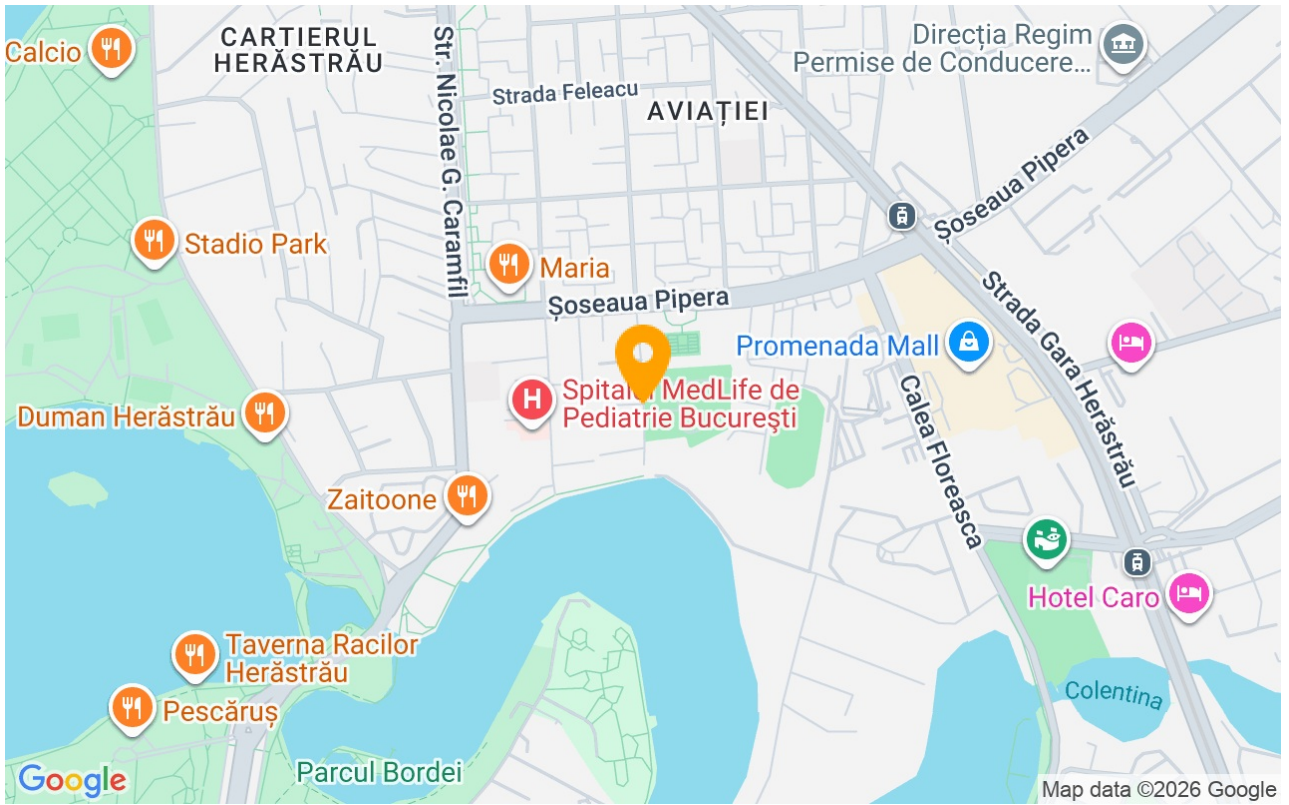 Calcio
CARTIERUL
HERĂSTRĂU
Str. Nicolae G. Caramfil
Direcția Regim
Permise de Conducere...
Strada Feleacu
AVIAȚIEI
Șoseaua Pipera
Stadio Park
Maria
Șoseaua Pipera
Strada Gara Herăstrău
Promenada Mall
Spitalul MedLife de
Pediatrie Bucureşti
Calea Floreasca
Duman Herăstrău
Zaitoone
Hotel Caro
Taverna Racilor
Herăstrău
Pescăruș
Colentina
Parcul Bordei
Google
Map data ©2026 Google